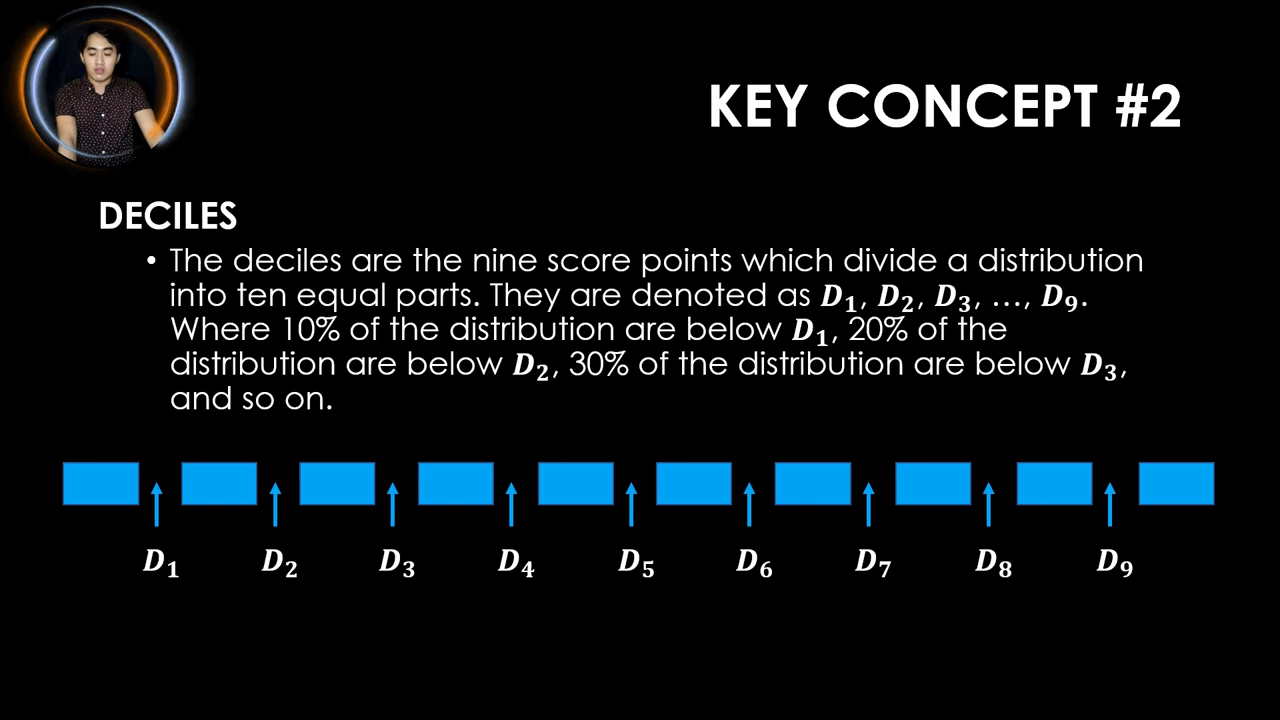 KEY CONCEPT #2
DECILES
• The deciles are the nine score points which divide a distribution
into ten equal parts. They are denoted as D₁, D₂, D₃, …, D₉.
Where 10% of the distribution are below D₁, 20% of the
distribution are below D₂, 30% of the distribution are below D₃,
and so on.
D₁ D₂ D₃ D₄ D₅ D₆ D₇ D₈ D₉